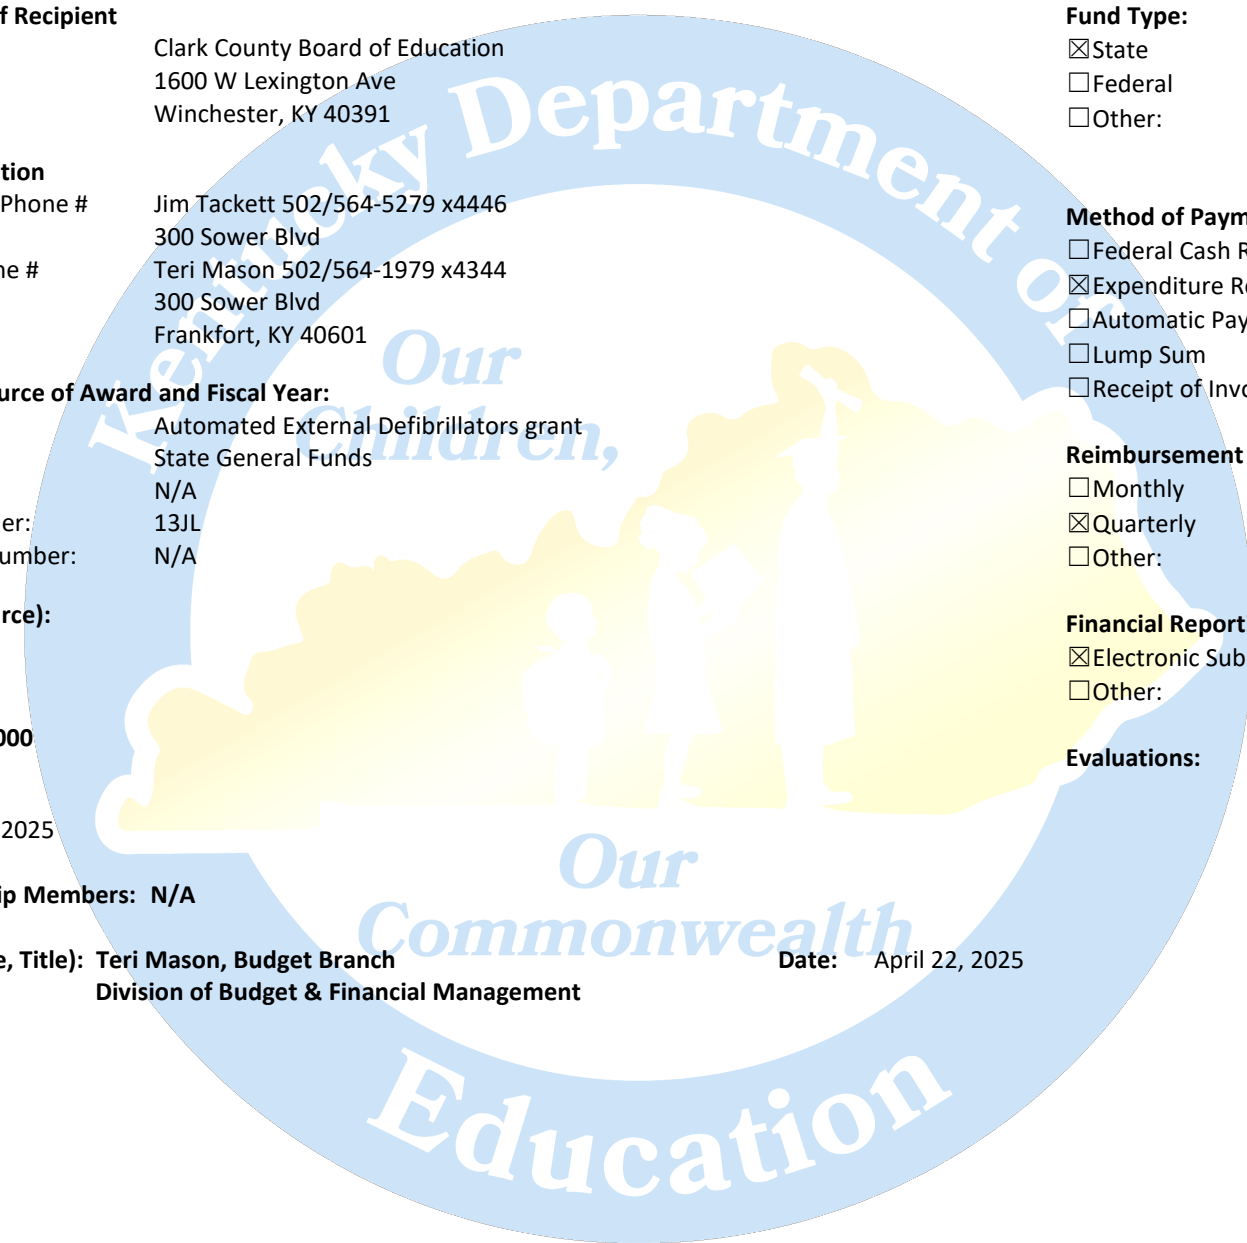 f Recipient
Clark County Board of Education
1600 W Lexington Ave
Winchester, KY 40391
tion
Phone # Jim Tackett 502/564-5279 x4446
300 Sower Blvd
ne # Teri Mason 502/564-1979 x4344
300 Sower Blvd
Frankfort, KY 40601
urce of Award and Fiscal Year:
Automated External Defibrillators grant
State General Funds
N/A
er: 13JL
umber: N/A
rce):
000
2025
ip Members: N/A
e, Title): Teri Mason, Budget Branch
Division of Budget & Financial Management
Date: April 22, 2025
Fund Type:
☒State
☐Federal
☐Other:
Method of Paym
☐Federal Cash R
☒Expenditure Re
☐Automatic Pay
☐Lump Sum
☐Receipt of Invo
Reimbursement
☐Monthly
☒Quarterly
☐Other:
Financial Report
☒Electronic Sub
☐Other:
Evaluations:
Kentucky Department of
Education
Our
Children,
Our
Commonwealth